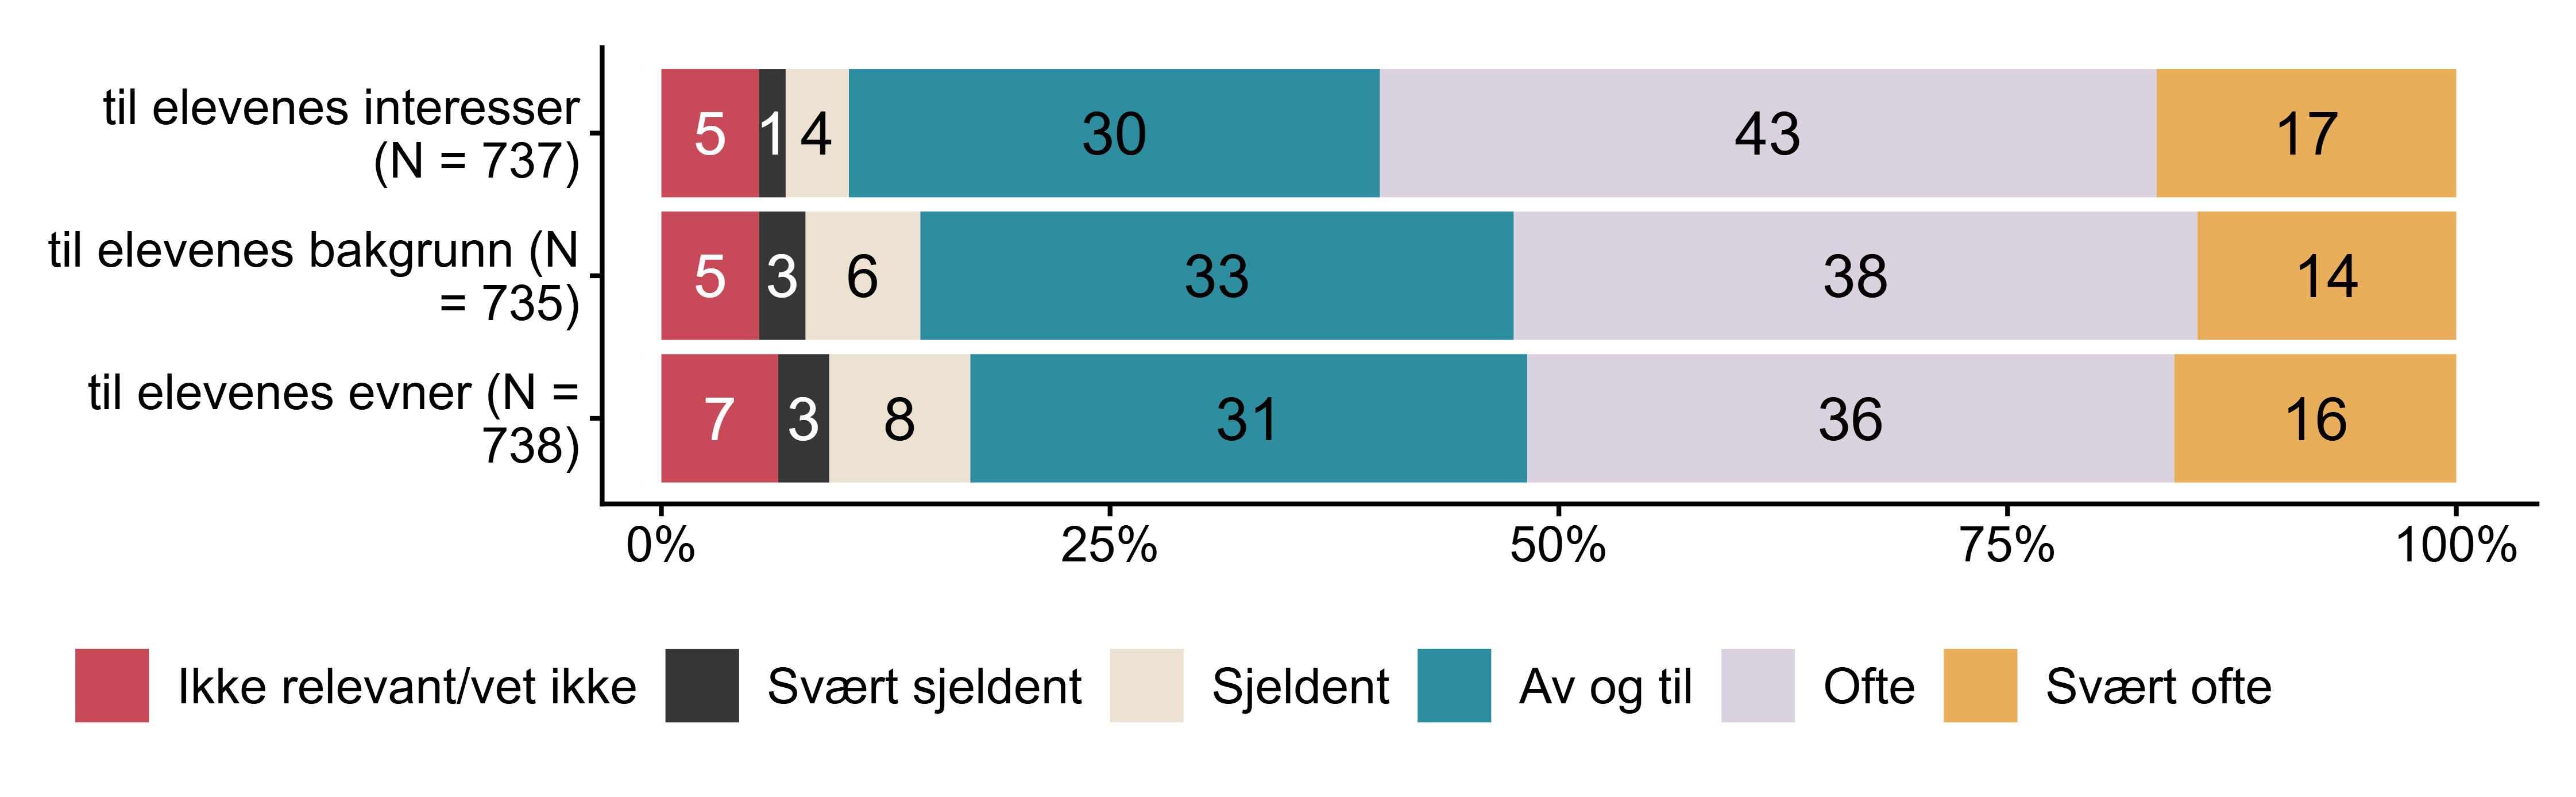 til elevenes interesser
(N = 737)
5 1 4 30 43 17
til elevenes bakgrunn (N
= 735)
5 3 6 33 38 14
til elevenes evner (N =
738)
7 3 8 31 36 16
0% 25% 50% 75% 100%
Ikke relevant/vet ikke Svært sjeldent Sjeldent Av og til Ofte Svært ofte